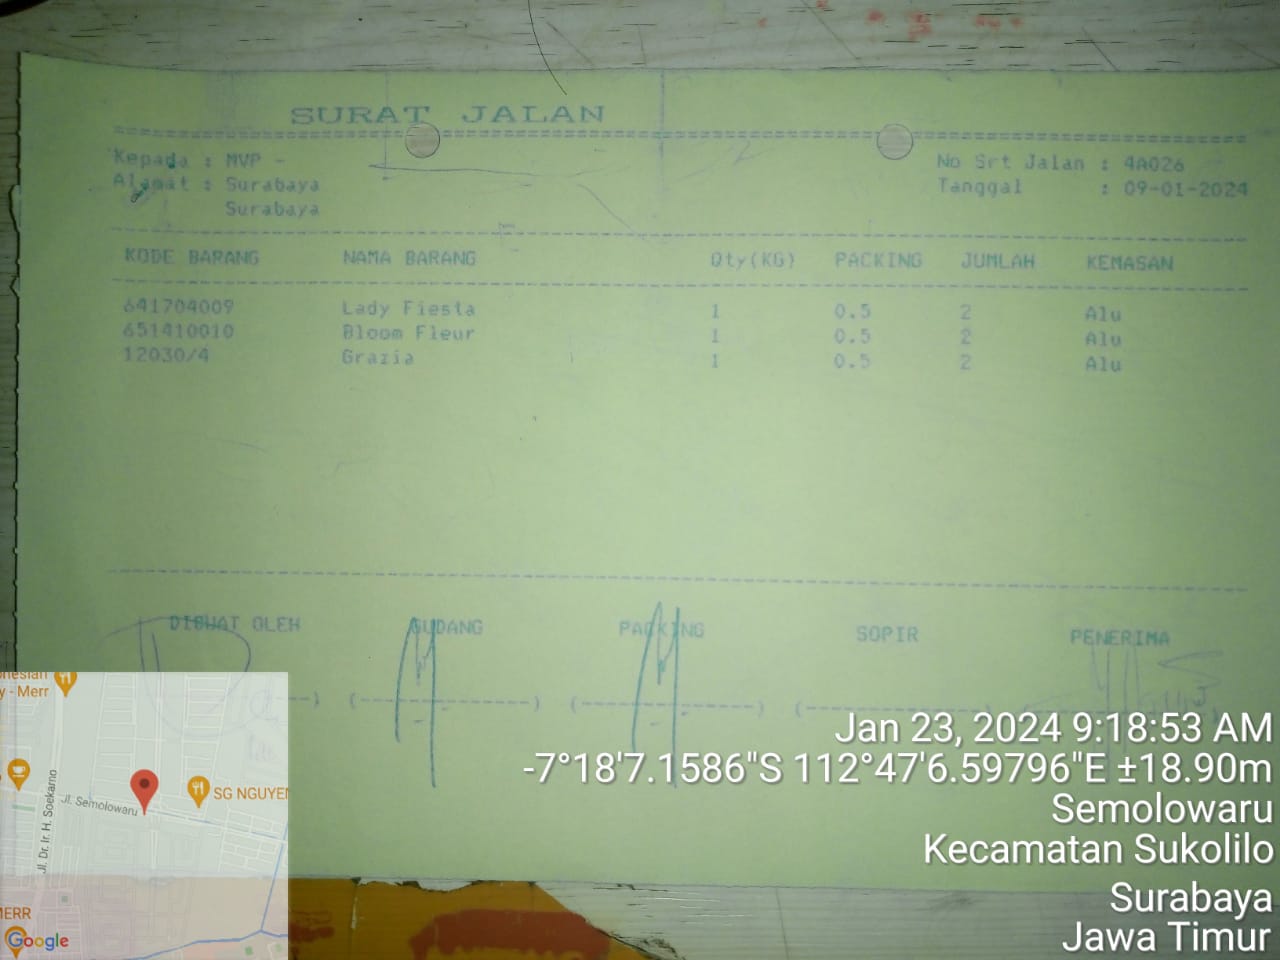 SURAT JALAN
Kepada : MVP -
Alamat : Surabaya
Surabaya
No Srt Jalan : 4A026
Tanggal : 09-01-2024
KODE BARANG NAMA BARANG Qty(KG) PACKING JUMLAH KEMASAN
641704009 Lady Fiesta 1 0.5 2 Alu
651410010 Bloom Fleur 1 0.5 2 Alu
12030/4 Grazia 1 0.5 2 Alu
DIBUAT OLEH GUDANG PACKING SOPIR PENERIMA
Jan 23, 2024 9:18:53 AM
-7°18'7.1586"S 112°47'6.59796"E ±18.90m
Semolowaru
Kecamatan Sukolilo
Surabaya
Jawa Timur
y - Merr
Jl. Dr. Ir. H. Soekarno
Jl. Semolowaru
SG NGUYEN
MERR
Google